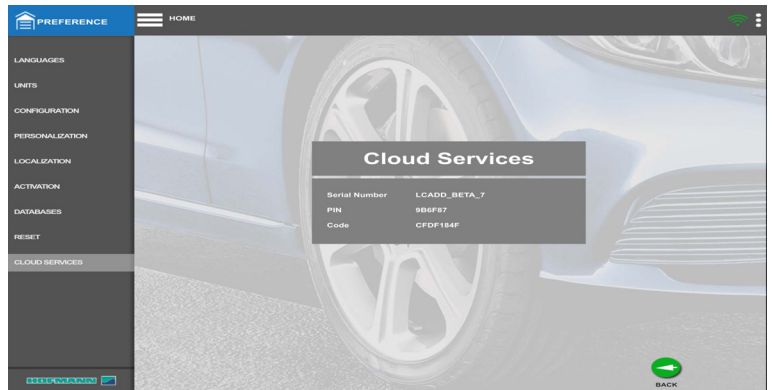 PREFERENCE
HOME
LANGUAGES
UNITS
CONFIGURATION
PERSONALIZATION
LOCALIZATION
ACTIVATION
DATABASES
RESET
CLOUD SERVICES
Cloud Services
Serial Number LCADD_BETA_7
PIN 9B6F87
Code CFDF184F
HOFMANN
BACK